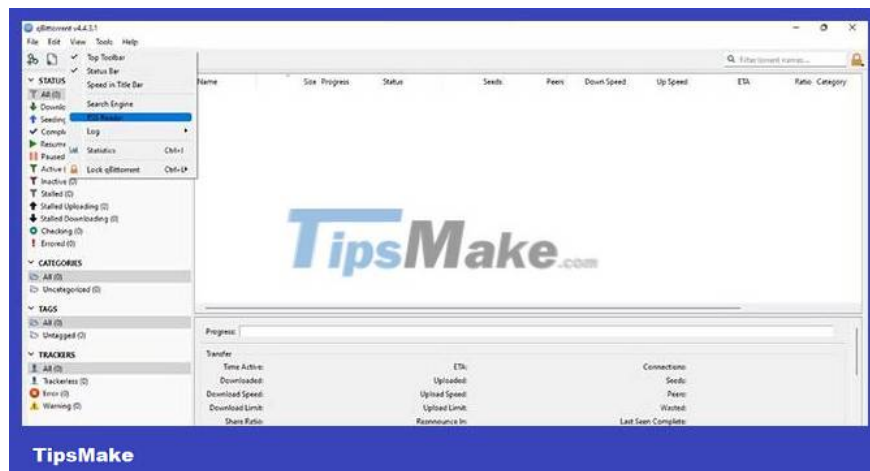 qBittorrent v4.4.3.1
File Edit View Tools Help
Top Toolbar
Status Bar
Speed in Title Bar
Search Engine
RSS Reader
Log
Statistics Ctrl+I
Lock qBittorrent Ctrl+L
Filter torrent names...
Name Size Progress Status Seeds Peers Down Speed Up Speed ETA Ratio Category
STATUS
All (0)
Downlo
Seeding
Comple
Resume
Paused
Active (
Inactive (0)
Stalled (0)
Stalled Uploading (0)
Stalled Downloading (0)
Checking (0)
Errored (0)
CATEGORIES
All (0)
Uncategorized (0)
TAGS
All (0)
Untagged (0)
TRACKERS
All (0)
Trackerless (0)
Error (0)
Warning (0)
TipsMake.com
Progress:
Transfer
Time Active: ETA: Connections:
Downloaded: Uploaded: Seeds:
Download Speed: Upload Speed: Peers:
Download Limit: Upload Limit: Wasted:
Share Ratio: Reannounce In: Last Seen Complete:
TipsMake